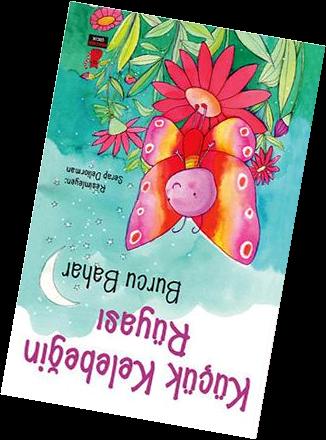 Küçük Kelebeğin
Rüyası
Burcu Bahar
Resimleyen:
Serap Deliorman